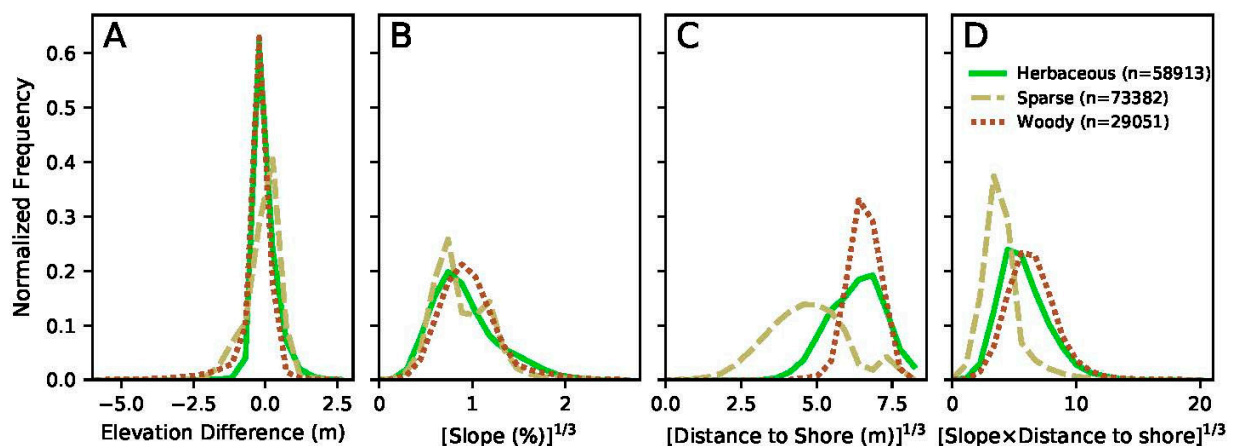 A
B
C
D
Normalized Frequency
0.6
0.5
0.4
0.3
0.2
0.1
0.0
Herbaceous (n=58913)
Sparse (n=73382)
Woody (n=29051)
−5.0 −2.5 0.0 2.5
0 1 2
0.0 2.5 5.0 7.5
0 10 20
Elevation Difference (m)
[Slope (%)]^1/3
[Distance to Shore (m)]^1/3
[Slope×Distance to shore]^1/3